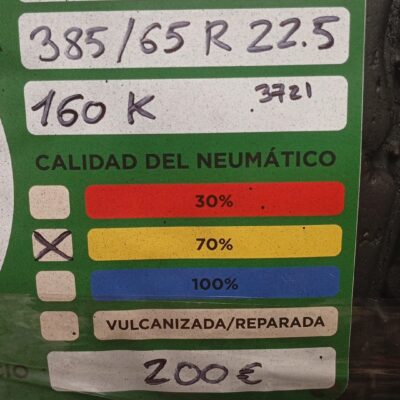 385/65 R 22.5
160 K 3721
CALIDAD DEL NEUMÁTICO
30%
70%
100%
VULCANIZADA/REPARADA
200€